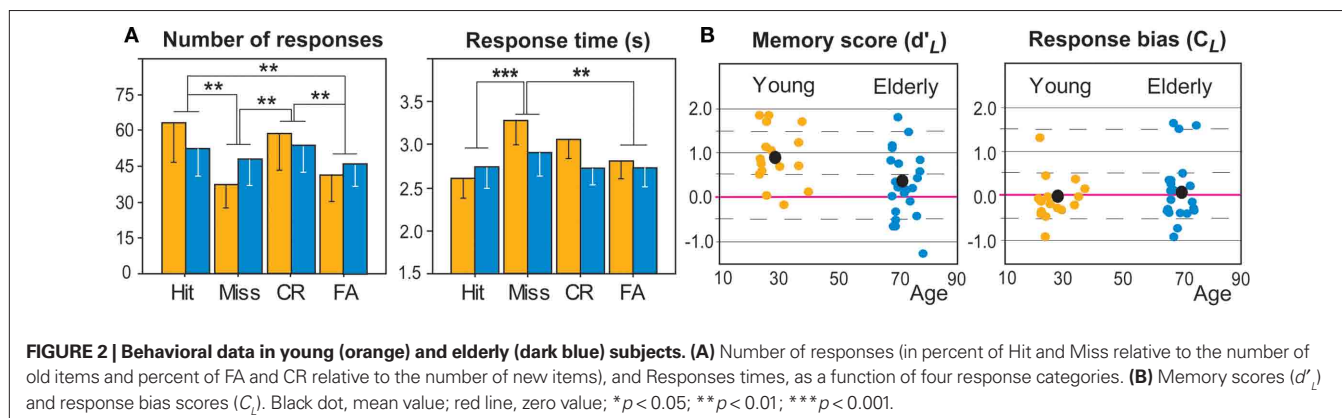 A
Number of responses
**
**
**
**
75
60
45
30
15
0
Hit Miss CR FA
Response time (s)
***
**
3.5
3.0
2.5
2.0
1.5
Hit Miss CR FA
B
Memory score (d'L)
Young Elderly
2.0
1.0
0.0
-1.0
10 30 50 70 90
Age
Response bias (CL)
Young Elderly
2.0
1.0
0.0
-1.0
10 30 50 70 90
Age
FIGURE 2 | Behavioral data in young (orange) and elderly (dark blue) subjects. (A) Number of responses (in percent of Hit and Miss relative to the number of
old items and percent of FA and CR relative to the number of new items), and Responses times, as a function of four response categories. (B) Memory scores (d′L)
and response bias scores (CL). Black dot, mean value; red line, zero value; *p < 0.05; **p < 0.01; ***p < 0.001.